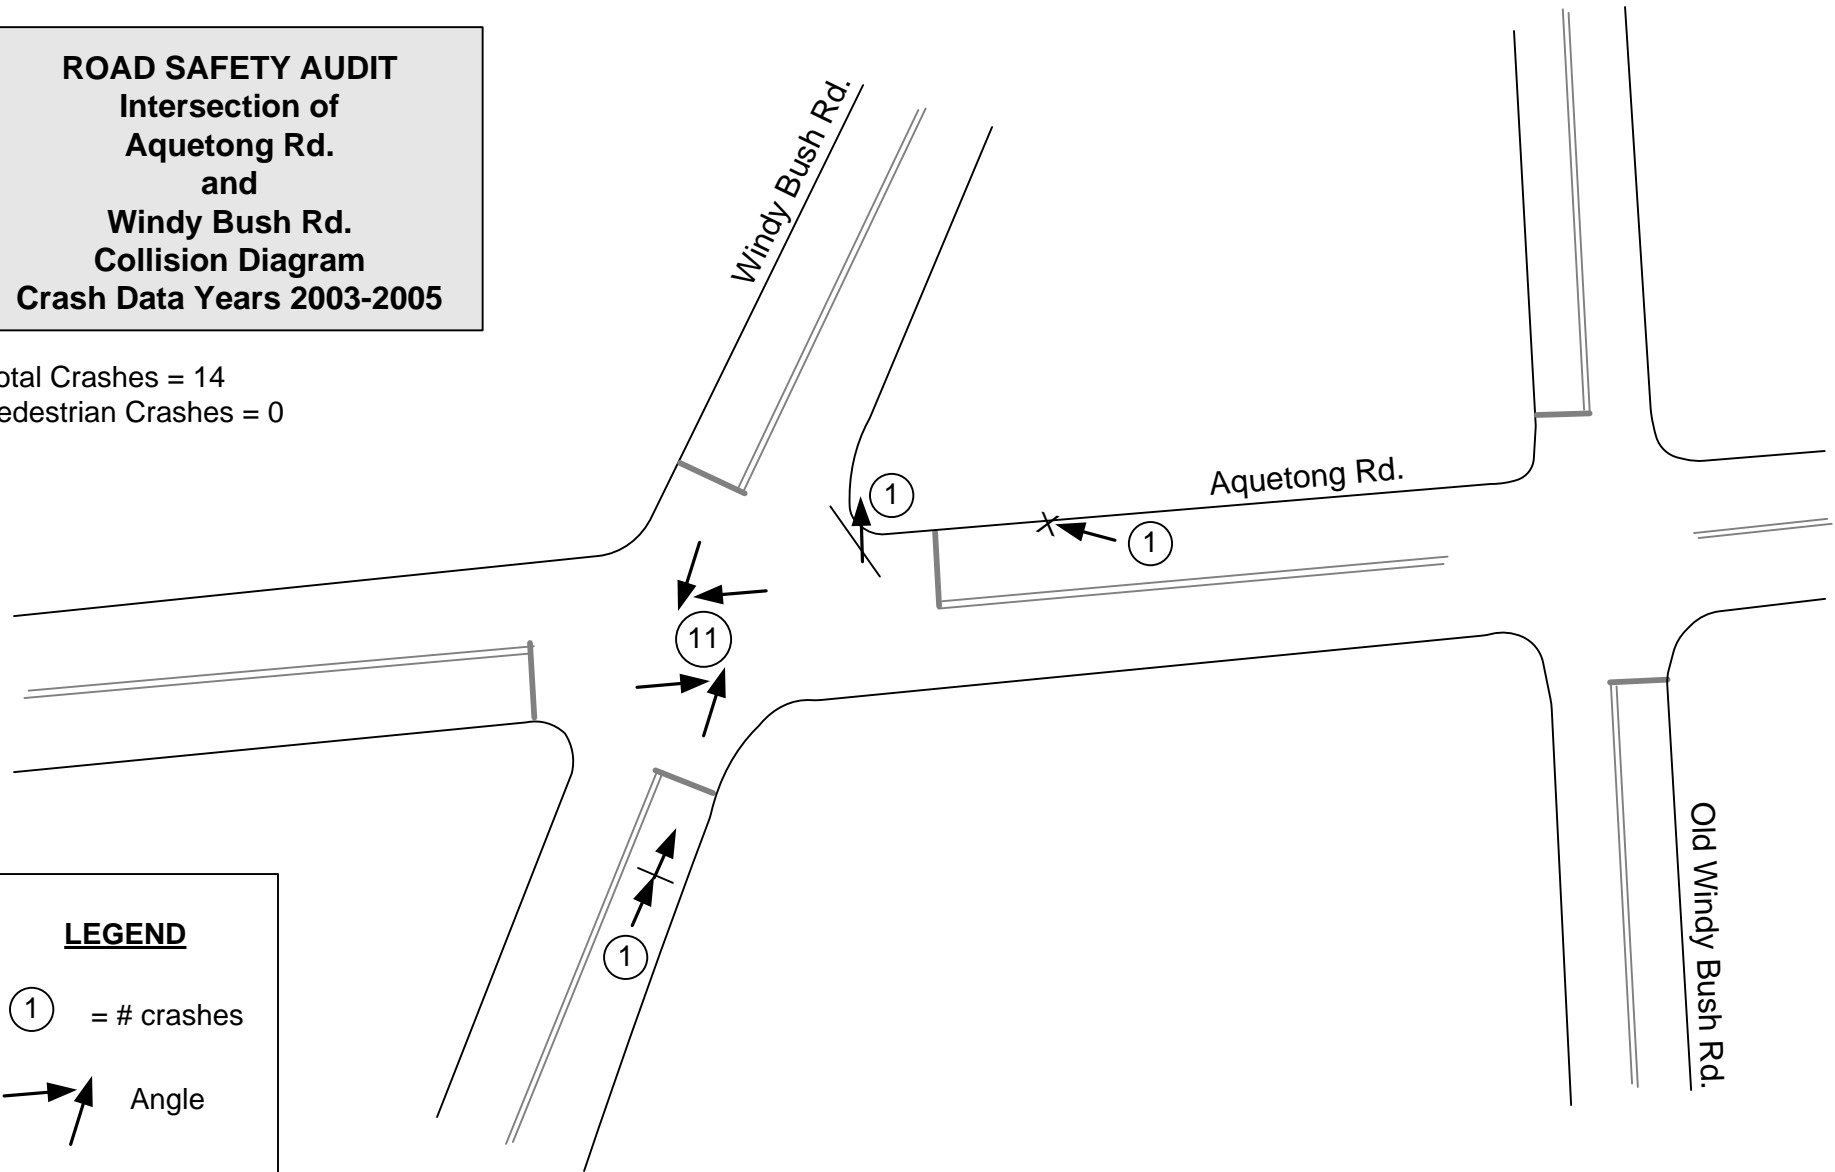 ROAD SAFETY AUDIT
Intersection of
Aquetong Rd.
and
Windy Bush Rd.
Collision Diagram
Crash Data Years 2003-2005
otal Crashes = 14
edestrian Crashes = 0
Windy Bush Rd.
1
Aquetong Rd.
1
11
1
Old Windy Bush Rd.
LEGEND
1 = # crashes
Angle